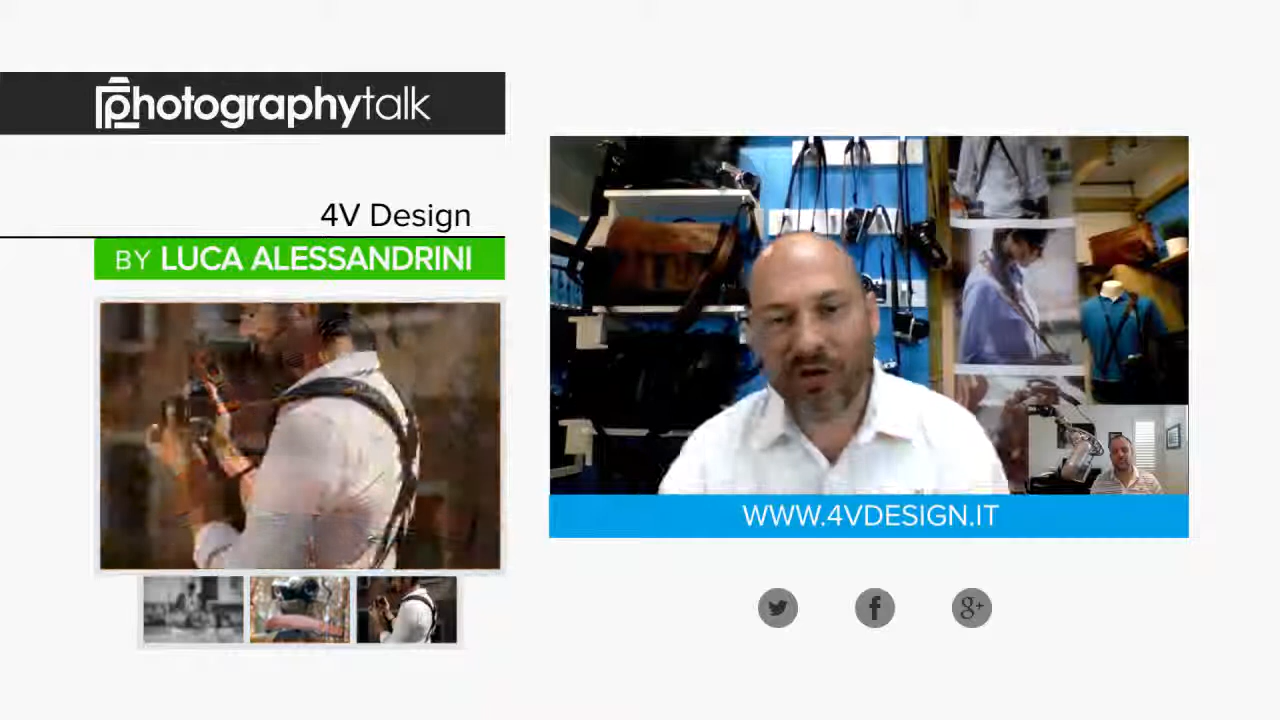 photographytalk
4V Design
BY LUCA ALESSANDRINI
WWW.4VDESIGN.IT
g+